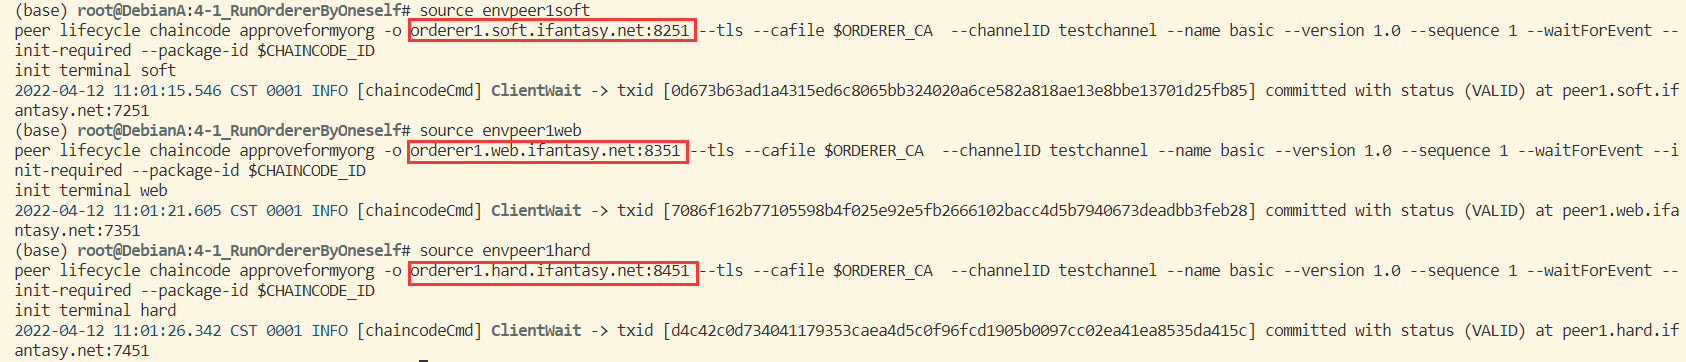 (base) root@DebianA:4-1_RunOrdererByOneself# source envpeer1soft
peer lifecycle chaincode approveformyorg -o orderer1.soft.ifantasy.net:8251 --tls --cafile $ORDERER_CA  --channelID testchannel --name basic --version 1.0 --sequence 1 --waitForEvent --
init-required --package-id $CHAINCODE_ID
init terminal soft
2022-04-12 11:01:15.546 CST 0001 INFO [chaincodeCmd] ClientWait -> txid [0d673b63ad1a4315ed6c8065bb324020a6ce582a818ae13e8bbe13701d25fb85] committed with status (VALID) at peer1.soft.if
antasy.net:7251
(base) root@DebianA:4-1_RunOrdererByOneself# source envpeer1web
peer lifecycle chaincode approveformyorg -o orderer1.web.ifantasy.net:8351 --tls --cafile $ORDERER_CA  --channelID testchannel --name basic --version 1.0 --sequence 1 --waitForEvent --i
nit-required --package-id $CHAINCODE_ID
init terminal web
2022-04-12 11:01:21.605 CST 0001 INFO [chaincodeCmd] ClientWait -> txid [7086f162b77105598b4f025e92e5fb2666102bacc4d5b7940673deadbb3feb28] committed with status (VALID) at peer1.web.ifa
ntasy.net:7351
(base) root@DebianA:4-1_RunOrdererByOneself# source envpeer1hard
peer lifecycle chaincode approveformyorg -o orderer1.hard.ifantasy.net:8451 --tls --cafile $ORDERER_CA  --channelID testchannel --name basic --version 1.0 --sequence 1 --waitForEvent --
init-required --package-id $CHAINCODE_ID
init terminal hard
2022-04-12 11:01:26.342 CST 0001 INFO [chaincodeCmd] ClientWait -> txid [d4c42c0d734041179353caea4d5c0f96fcd1905b0097cc02ea41ea8535da415c] committed with status (VALID) at peer1.hard.if
antasy.net:7451